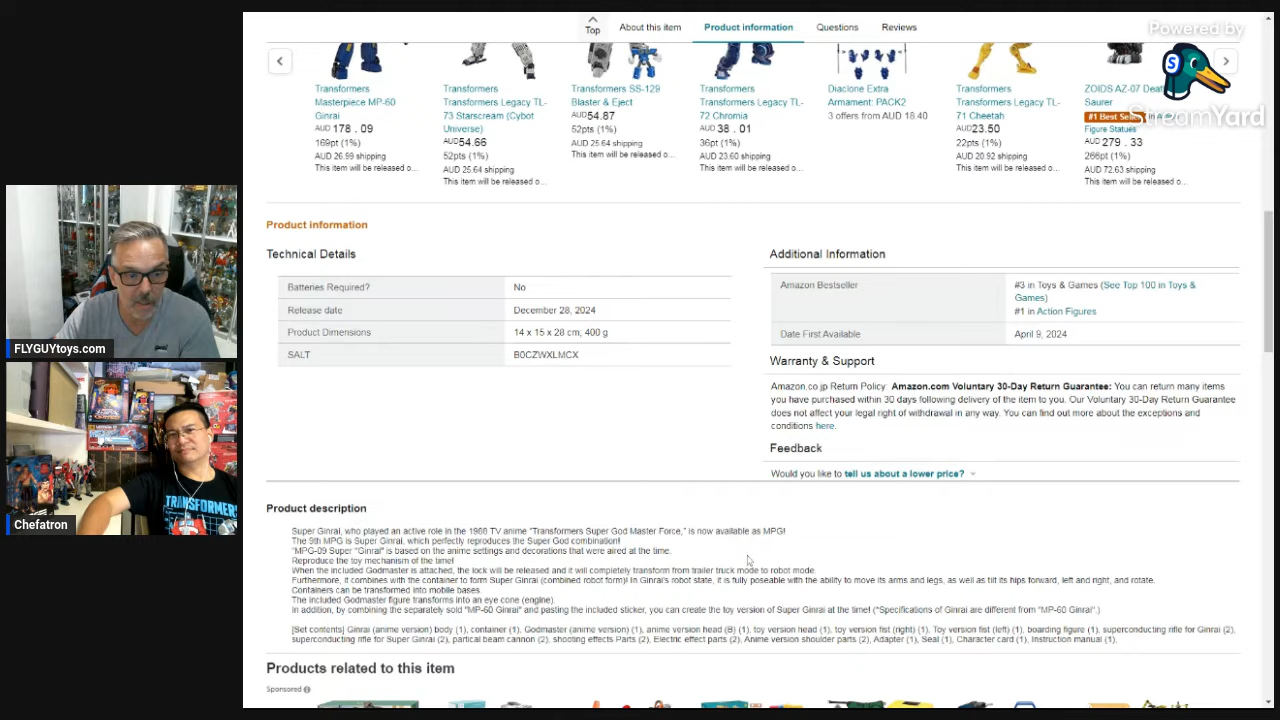 Top
About this item
Product information
Questions
Reviews
Powered by
StreamYard
Transformers
Masterpiece MP-60
Ginrai
AUD 178.09
169pt (1%)
AUD 26.99 shipping
This item will be released o...
Transformers
Transformers Legacy TL-
73 Starscream (Cybot
Universe)
AUD 54.66
52pts (1%)
AUD 25.64 shipping
This item will be released o...
Transformers SS-129
Blaster & Eject
AUD 54.87
52pts (1%)
AUD 25.64 shipping
This item will be released o...
Transformers
Transformers Legacy TL-
72 Chromia
AUD 38.01
36pt (1%)
AUD 23.60 shipping
This item will be released o...
Diaclone Extra
Armament: PACK2
3 offers from AUD 18.40
Transformers
Transformers Legacy TL-
71 Cheetah
AUD 23.50
22pts (1%)
AUD 20.92 shipping
This item will be released o...
ZOIDS AZ-07 Death
Saurer
#1 Best Seller
Figure Statues
AUD 279.33
266pt (1%)
AUD 72.63 shipping
This item will be released o...
Product information
Technical Details
Batteries Required? No
Release date December 28, 2024
Product Dimensions 14 x 15 x 28 cm; 400 g
SALT B0CZWXLMCX
Additional Information
Amazon Bestseller #3 in Toys & Games (See Top 100 in Toys &
Games)
#1 in Action Figures
Date First Available April 9, 2024
Warranty & Support
Amazon.co.jp Return Policy: Amazon.com Voluntary 30-Day Return Guarantee: You can return many items
you have purchased within 30 days following delivery of the item to you. Our Voluntary 30-Day Return Guarantee
does not affect your legal right of withdrawal in any way. You can find out more about the exceptions and
conditions here.
Feedback
Would you like to tell us about a lower price?
Product description
Super Ginrai, who played an active role in the 1988 TV anime "Transformers Super God Master Force," is now available as MPG!
The 9th MPG is Super Ginrai, which perfectly reproduces the Super God combination!
"MPG-09 Super "Ginrai" is based on the anime settings and decorations that were aired at the time.
Reproduce the toy mechanism of the time!
When the included Godmaster is attached, the lock will be released and it will completely transform from trailer truck mode to robot mode.
Furthermore, it combines with the container to form Super Ginrai (combined robot form)! In Ginrai's robot state, it is fully poseable with the ability to move its arms and legs, as well as tilt its hips forward, left and right, and rotate.
Containers can be transformed into mobile bases.
The included Godmaster figure transforms into an eye cone (engine).
In addition, by combining the separately sold "MP-60 Ginrai" and pasting the included sticker, you can create the toy version of Super Ginrai at the time! (*Specifications of Ginrai are different from "MP-60 Ginrai".)
[Set contents] Ginrai (anime version) body (1), container (1), Godmaster (anime version) (1), anime version head (8) (1), toy version head (1), toy version fist (right) (1), Toy version fist (left) (1), boarding figure (1), superconducting rifle for Ginrai (2),
superconducting rifle for Super Ginrai (2), partical beam cannon (2), shooting effects Parts (2), Electric effect parts (2), Anime version shoulder parts (2), Adapter (1), Seal (1), Character card (1), Instruction manual (1).
Products related to this item
Sponsored
FLYGUYtoys.com
TRANSFORMERS
Chefatron